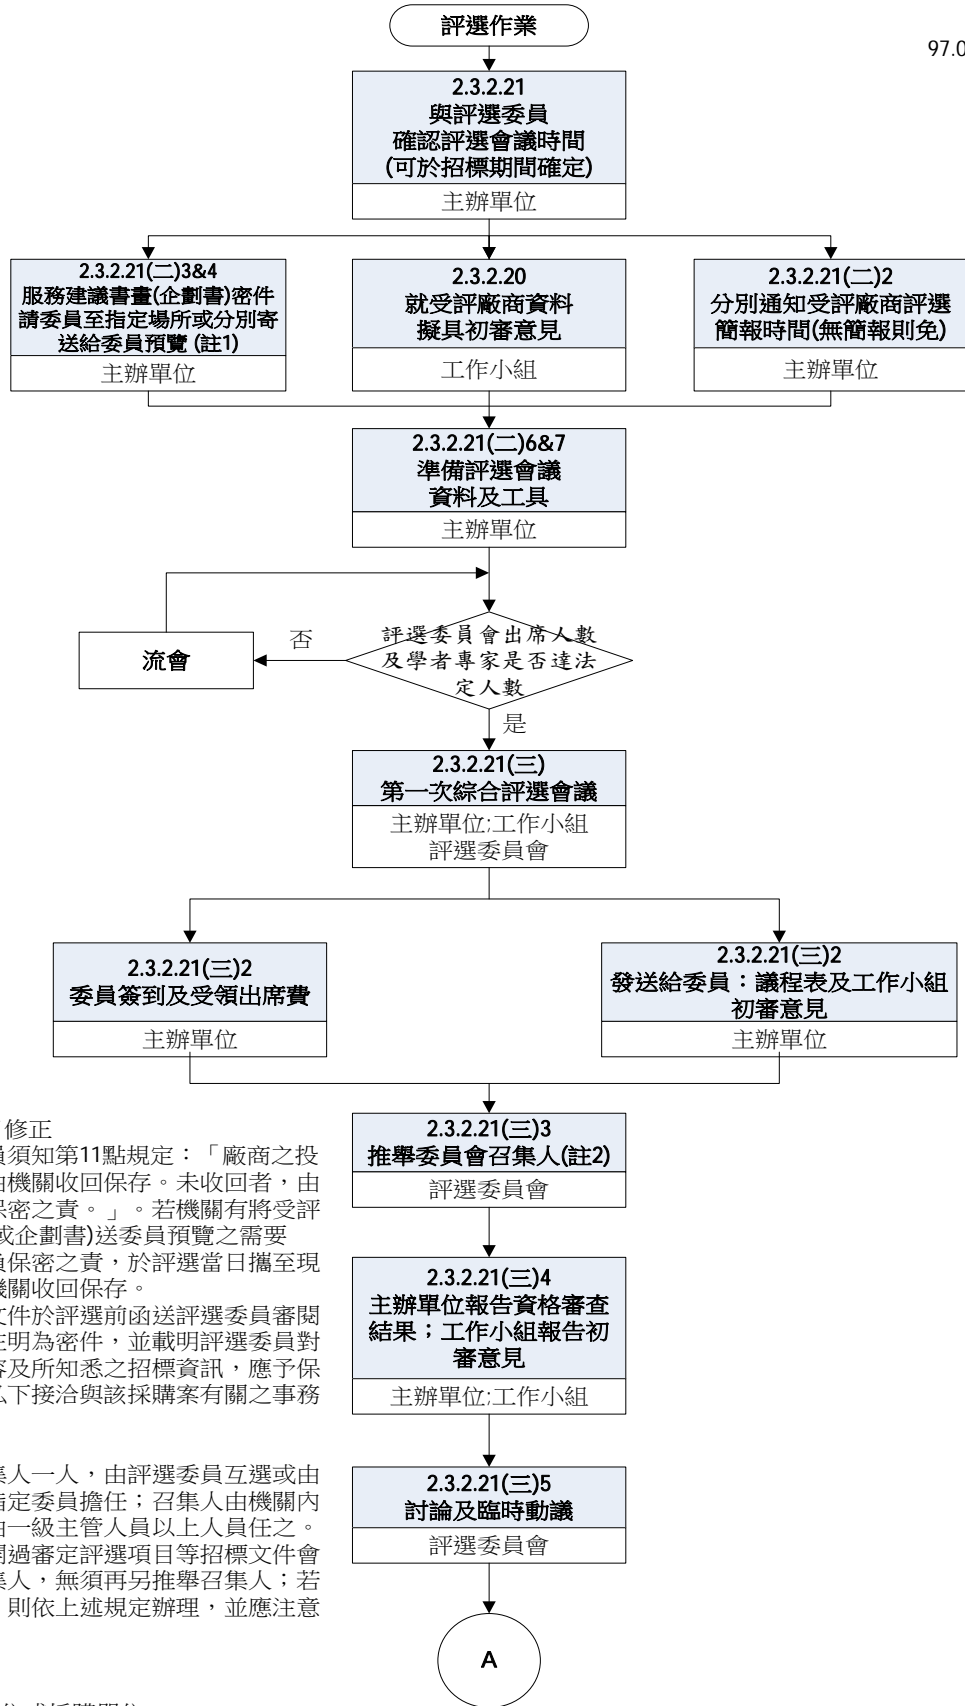 評選作業
97.0
2.3.2.21
與評選委員
確認評選會議時間
(可於招標期間確定)
主辦單位
2.3.2.21(二)3&4
服務建議書畫(企劃書)密件
請委員至指定場所或分別寄
送給委員預覽 (註1)
主辦單位
2.3.2.20
就受評廠商資料
擬具初審意見
工作小組
2.3.2.21(二)2
分別通知受評廠商評選
簡報時間(無簡報則免)
主辦單位
2.3.2.21(二)6&7
準備評選會議
資料及工具
主辦單位
評選委員會出席人數
及學者專家是否達法
定人數
否
流會
是
2.3.2.21(三)
第一次綜合評選會議
主辦單位;工作小組
評選委員會
2.3.2.21(三)2
委員簽到及受領出席費
主辦單位
2.3.2.21(三)2
發送給委員：議程表及工作小組
初審意見
主辦單位
2.3.2.21(三)3
推舉委員會召集人(註2)
評選委員會
2.3.2.21(三)4
主辦單位報告資格審查
結果；工作小組報告初
審意見
主辦單位;工作小組
2.3.2.21(三)5
討論及臨時動議
評選委員會
A
修正
員須知第11點規定：「廠商之投
由機關收回保存。未收回者，由
保密之責。」。若機關有將受評
或企劃書)送委員預覽之需要
負保密之責，於評選當日攜至現
機關收回保存。
文件於評選前函送評選委員審閱
注明為密件，並載明評選委員對
容及所知悉之招標資訊，應予保
私下接洽與該採購案有關之事務
集人一人，由評選委員互選或由
指定委員擔任；召集人由機關內
由一級主管人員以上人員任之。
開過審定評選項目等招標文件會
集人，無須再另推舉召集人；若
則依上述規定辦理，並應注意